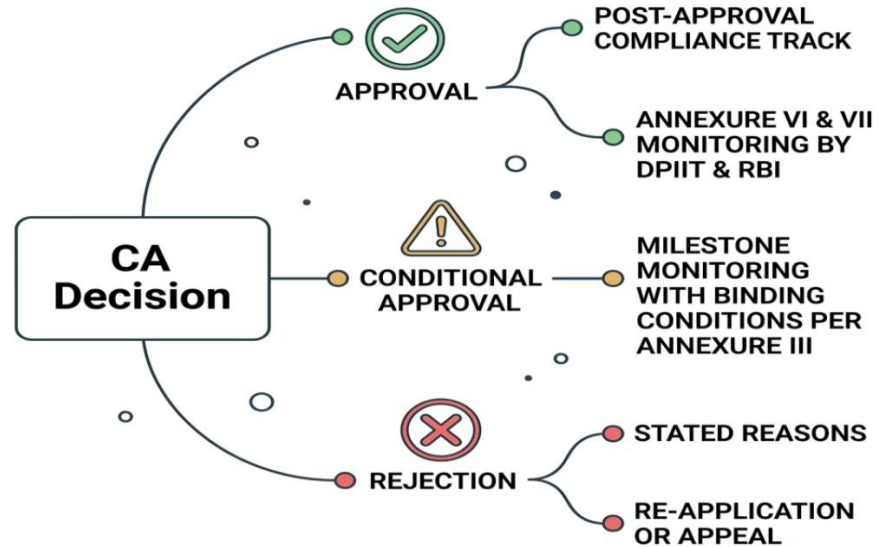 CA
Decision
APPROVAL
POST-APPROVAL
COMPLIANCE TRACK
ANNEXURE VI & VII
MONITORING BY
DPIIT & RBI
CONDITIONAL
APPROVAL
MILESTONE
MONITORING
WITH BINDING
CONDITIONS PER
ANNEXURE III
REJECTION
STATED REASONS
RE-APPLICATION
OR APPEAL